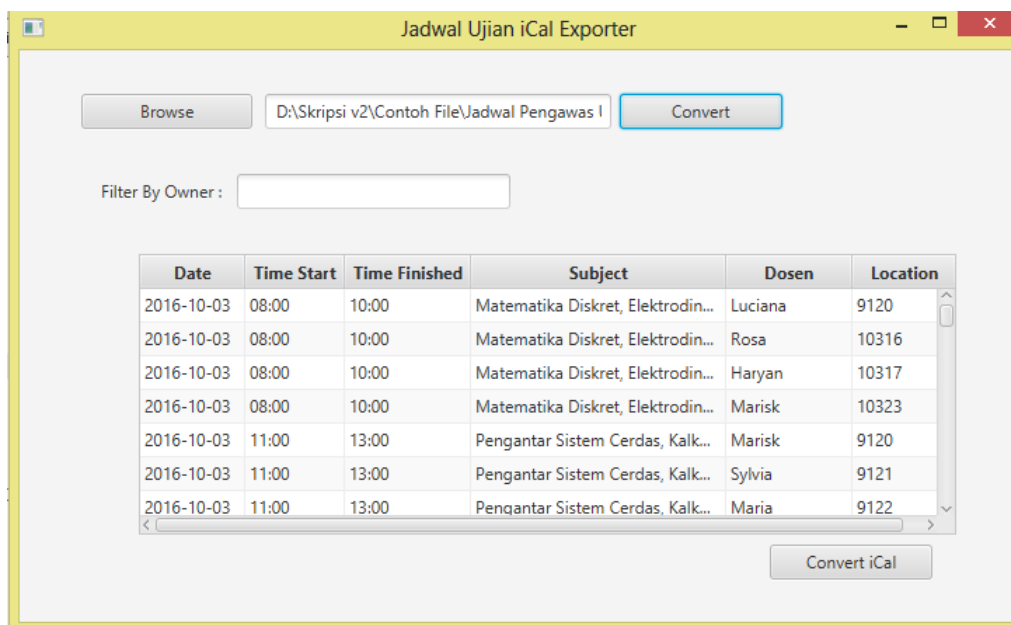 Jadwal Ujian iCal Exporter
Browse D:\Skripsi v2\Contoh File\Jadwal Pengawas Convert
Filter By Owner :
Date Time Start Time Finished Subject Dosen Location
2016-10-03 08:00 10:00 Matematika Diskret, Elektrodin... Luciana 9120
2016-10-03 08:00 10:00 Matematika Diskret, Elektrodin... Rosa 10316
2016-10-03 08:00 10:00 Matematika Diskret, Elektrodin... Haryan 10317
2016-10-03 08:00 10:00 Matematika Diskret, Elektrodin... Marisk 10323
2016-10-03 11:00 13:00 Pengantar Sistem Cerdas, Kalk... Marisk 9120
2016-10-03 11:00 13:00 Pengantar Sistem Cerdas, Kalk... Sylvia 9121
2016-10-03 11:00 13:00 Pengantar Sistem Cerdas, Kalk... Maria 9122
Convert iCal